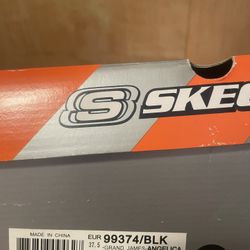 S SKEC
MADE IN CHINA
EUR 99374/BLK
37.5 -GRAND JAMES-ANGELICA